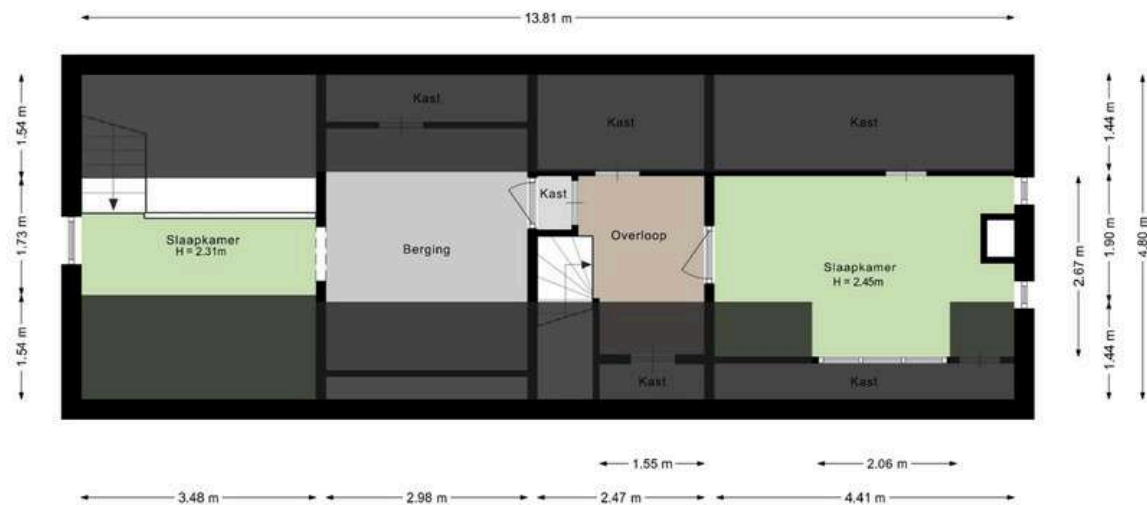 13.81 m
Kast
Kast
Kast
1.54 m
1.44 m
Kast
Slaapkamer
H = 2.31m
Berging
Overloop
Slaapkamer
H = 2.45m
1.73 m
2.67 m
1.90 m
4.80 m
1.54 m
1.44 m
Kast
Kast
1.55 m
2.06 m
3.48 m
2.98 m
2.47 m
4.41 m